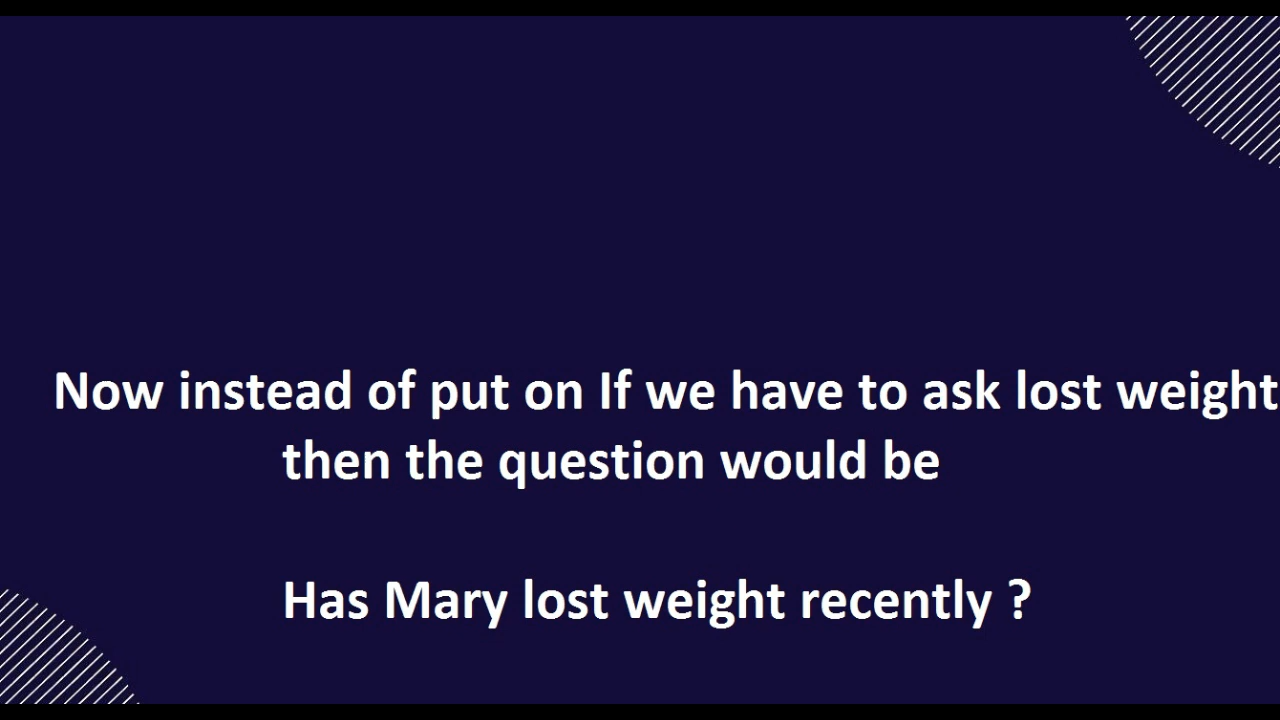 Now instead of put on If we have to ask lost weight
then the question would be
Has Mary lost weight recently ?